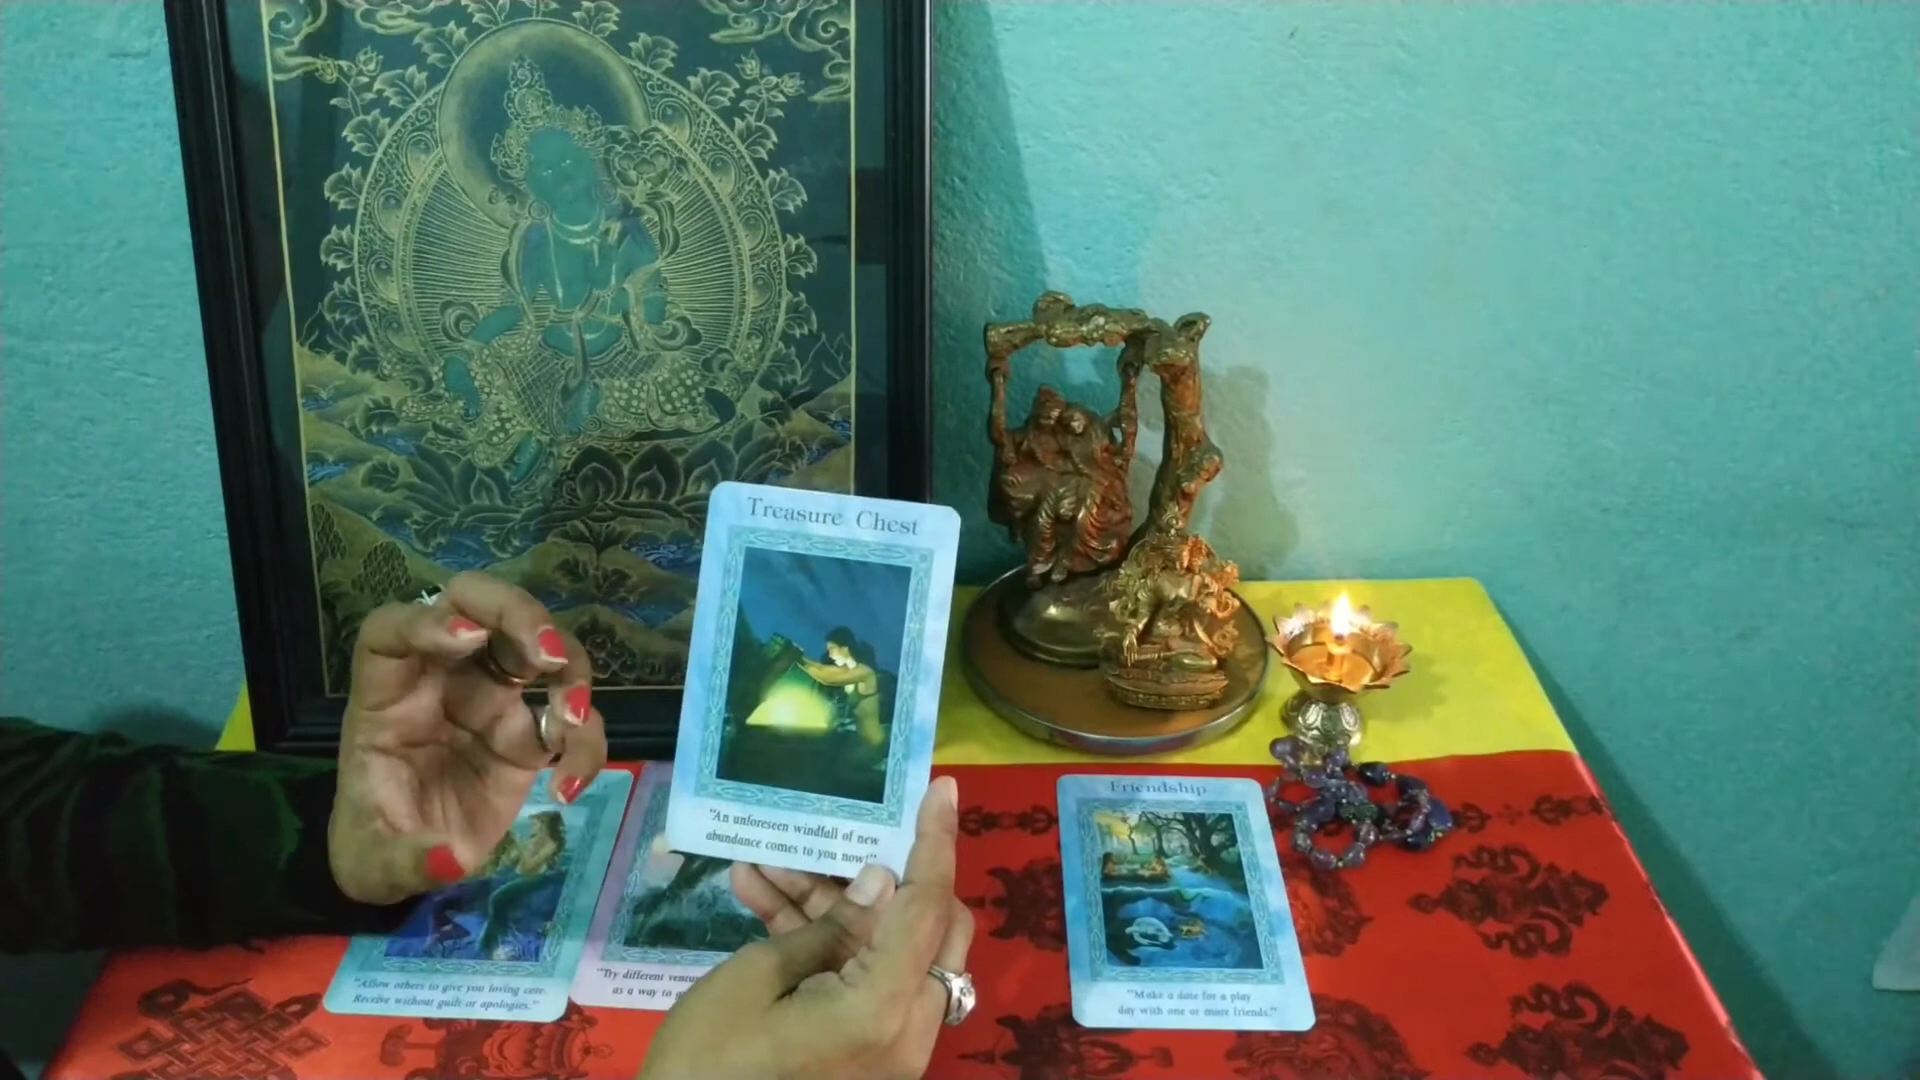 Treasure Chest
"An unforeseen windfall of new
abundance comes to you now!"
"Allow others to give you loving care.
Receive without guilt or apologies."
"Try different
as a way to
Friendship
"Make a date for a play
day with one or more friends."